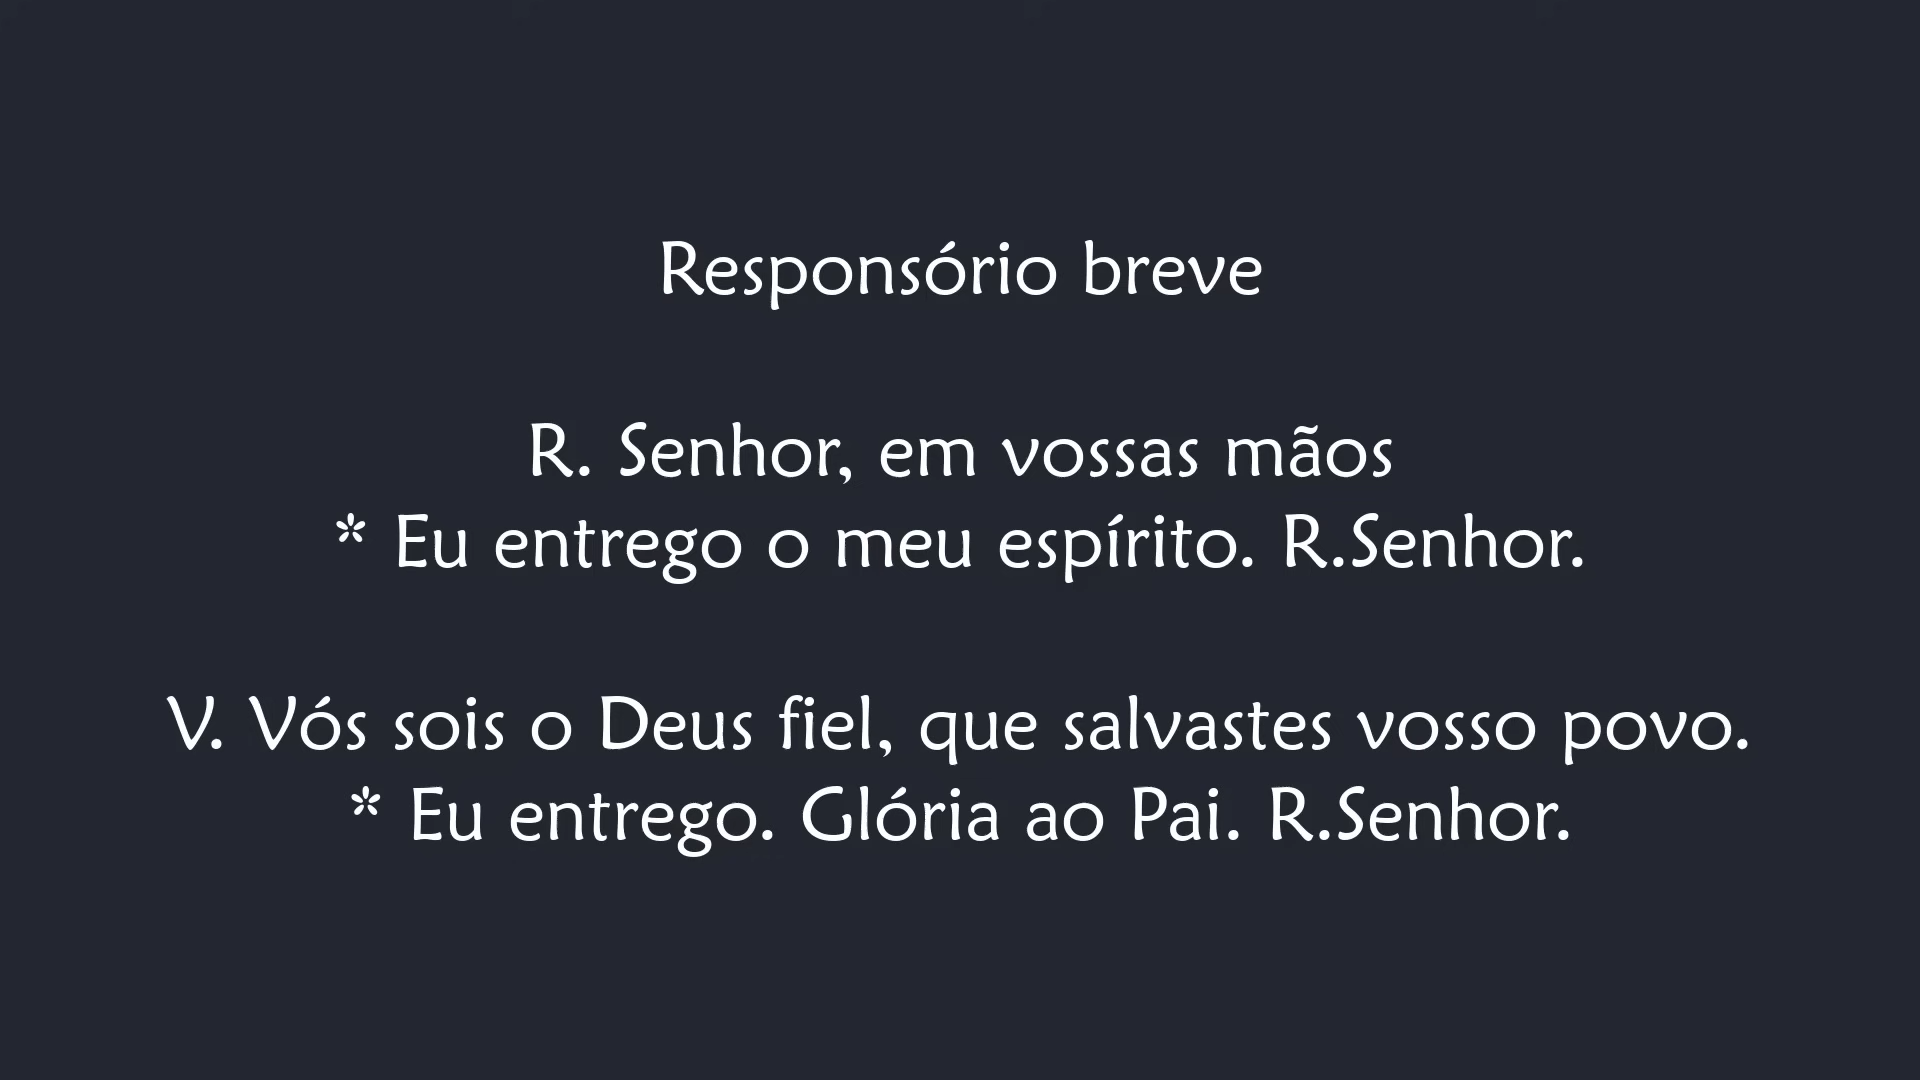 Responsório breve
R. Senhor, em vossas mãos
* Eu entrego o meu espírito. R.Senhor.
V. Vós sois o Deus fiel, que salvastes vosso povo.
* Eu entrego. Glória ao Pai. R.Senhor.